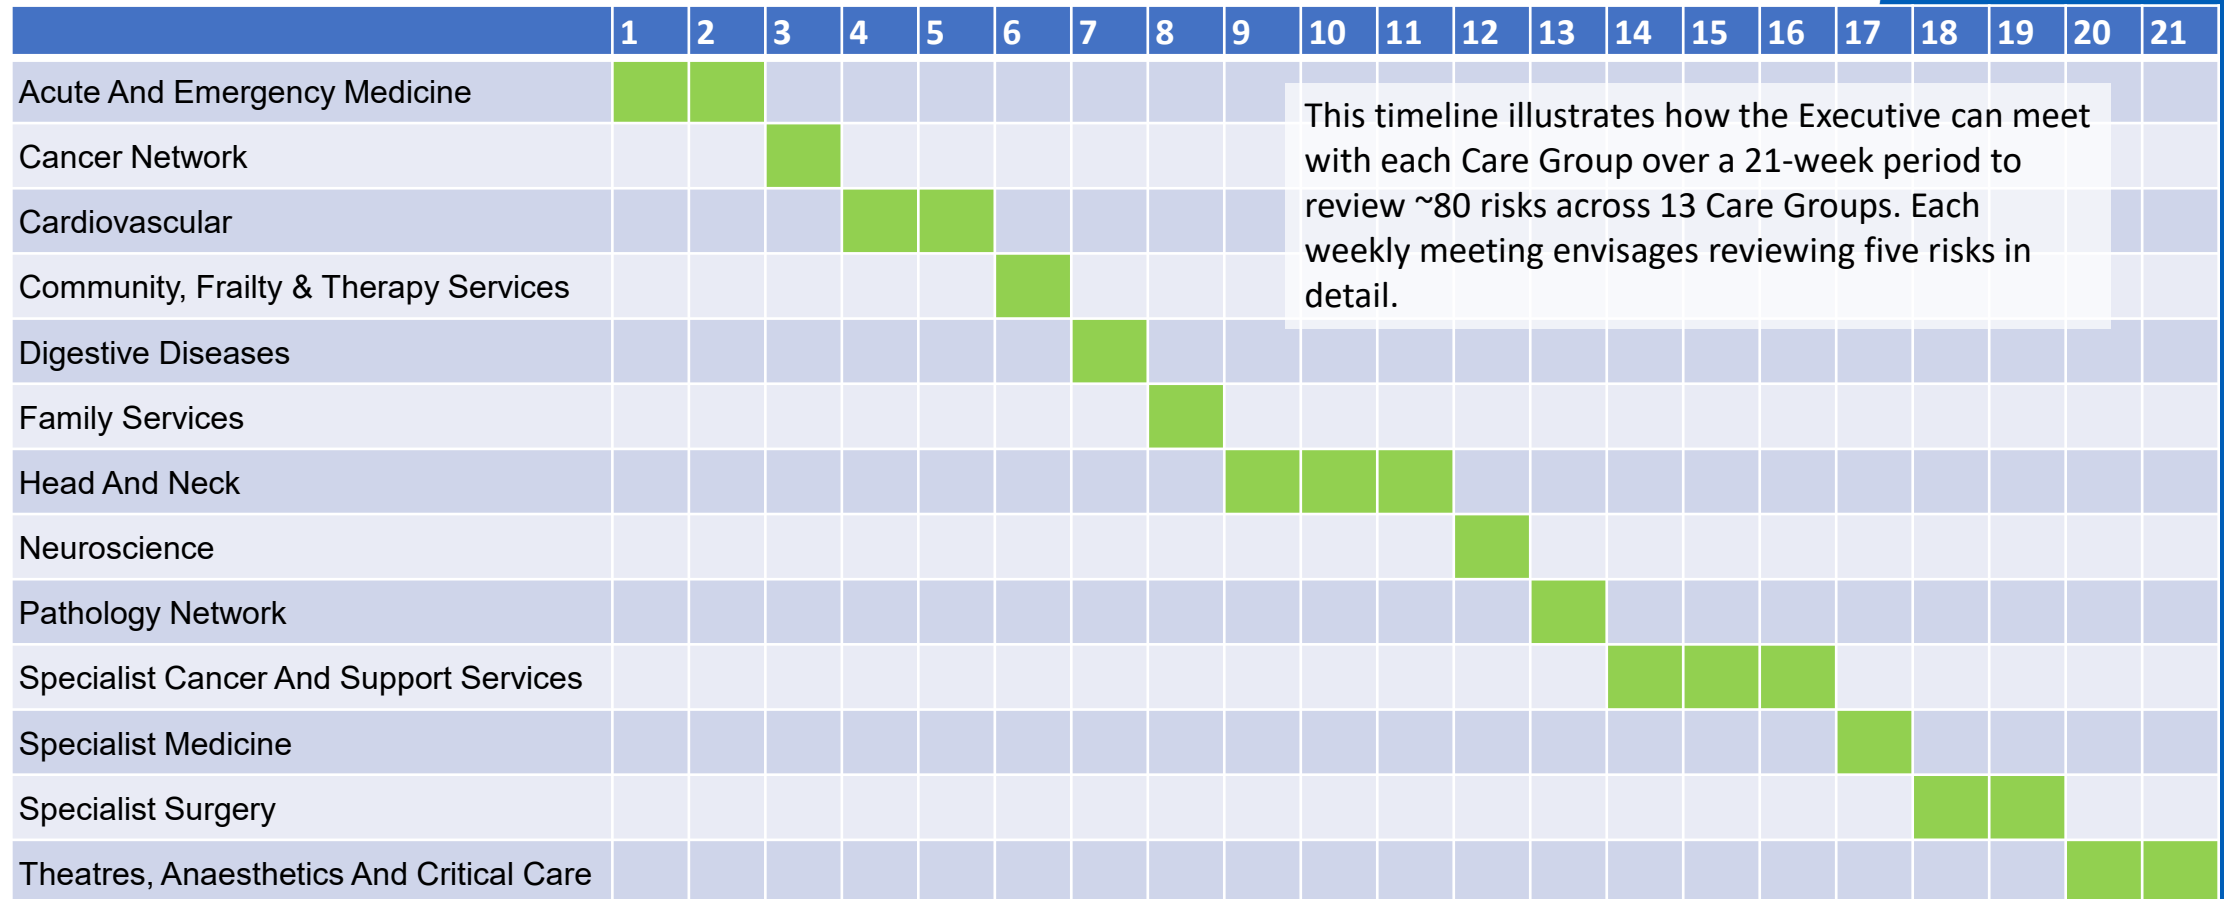 1 2 3 4 5 6 7 8 9 10 11 12 13 14 15 16 17 18 19 20 21
Acute And Emergency Medicine
Cancer Network
Cardiovascular
Community, Frailty & Therapy Services
Digestive Diseases
Family Services
Head And Neck
Neuroscience
Pathology Network
Specialist Cancer And Support Services
Specialist Medicine
Specialist Surgery
Theatres, Anaesthetics And Critical Care
This timeline illustrates how the Executive can meet
with each Care Group over a 21-week period to
review ~80 risks across 13 Care Groups. Each
weekly meeting envisages reviewing five risks in
detail.